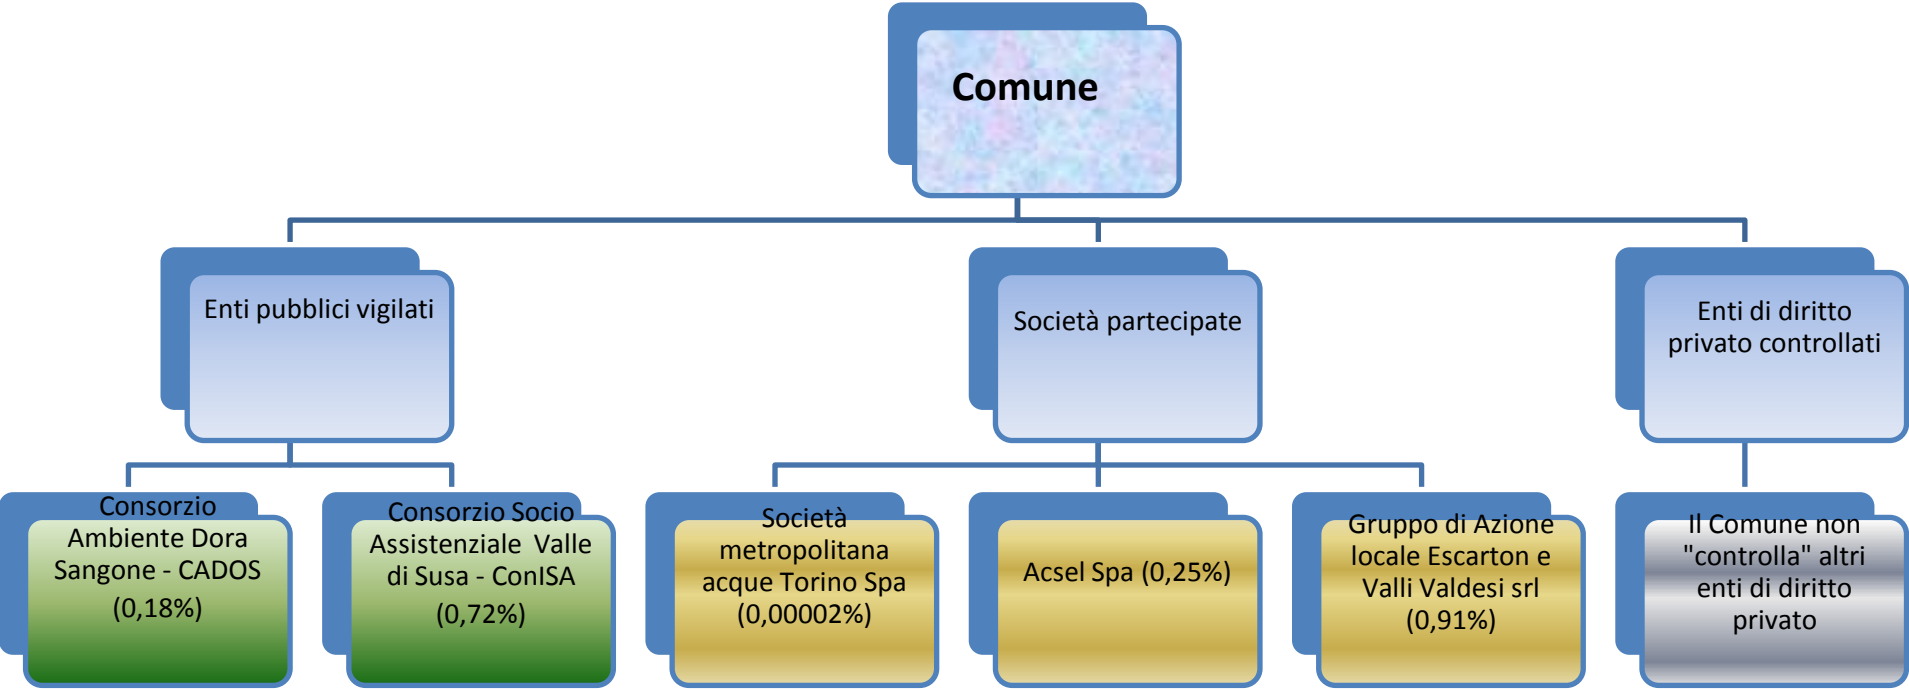 Comune
Enti pubblici vigilati
Società partecipate
Enti di diritto
privato controllati
Consorzio
Ambiente Dora
Sangone - CADOS
(0,18%)
Consorzio Socio
Assistenziale  Valle
di Susa - ConISA
(0,72%)
Società
metropolitana
acque Torino Spa
(0,00002%)
Acsel Spa (0,25%)
Gruppo di Azione
locale Escarton e
Valli Valdesi srl
(0,91%)
Il Comune non
"controlla" altri
enti di diritto
privato